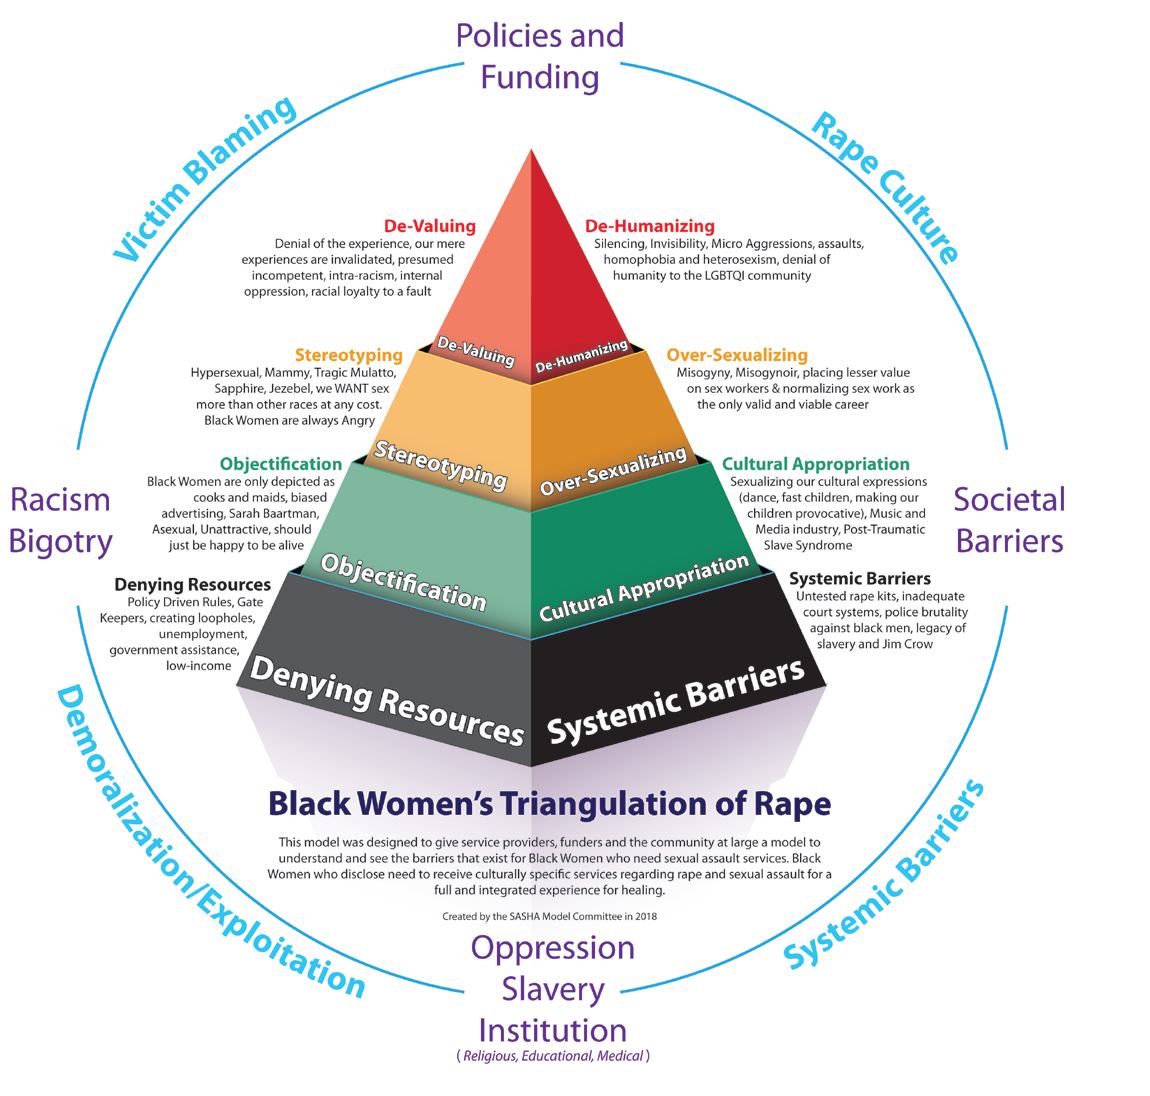 Policies and
Funding
Victim Blaming
Rape Culture
De-Valuing
Denial of the experience, our mere
experiences are invalidated, presumed
incompetent, intra-racism, internal
oppression, racial loyalty to a fault
De-Humanizing
Silencing, Invisibility, Micro Aggressions, assaults,
homophobia and heterosexism, denial of
humanity to the LGBTQI community
De-Valuing
De-Humanizing
Stereotyping
Hypersexual, Mammy, Tragic Mulatto,
Sapphire, Jezebel, we WANT sex
more than other races at any cost.
Black Women are always Angry
Over-Sexualizing
Misogyny, Misogynoir, placing lesser value
on sex workers & normalizing sex work as
the only valid and viable career
Stereotyping
Over-Sexualizing
Objectification
Black Women are only depicted as
cooks and maids, biased
advertising, Sarah Baartman,
Asexual, Unattractive, should
just be happy to be alive
Cultural Appropriation
Sexualizing our cultural expressions
(dance, fast children, making our
children provocative), Music and
Media industry, Post-Traumatic
Slave Syndrome
Racism
Bigotry
Societal
Barriers
Objectification
Cultural Appropriation
Denying Resources
Policy Driven Rules, Gate
Keepers, creating loopholes,
unemployment,
government assistance,
low-income
Systemic Barriers
Untested rape kits, inadequate
court systems, police brutality
against black men, legacy of
slavery and Jim Crow
Denying Resources
Systemic Barriers
Demoralization/Exploitation
Systemic Barriers
Black Women's Triangulation of Rape
This model was designed to give service providers, funders and the community at large a model to
understand and see the barriers that exist for Black Women who need sexual assault services. Black
Women who disclose need to receive culturally specific services regarding rape and sexual assault for a
full and integrated experience for healing.
Created by the SASHA Model Committee in 2018
Oppression
Slavery
Institution
( Religious, Educational, Medical )